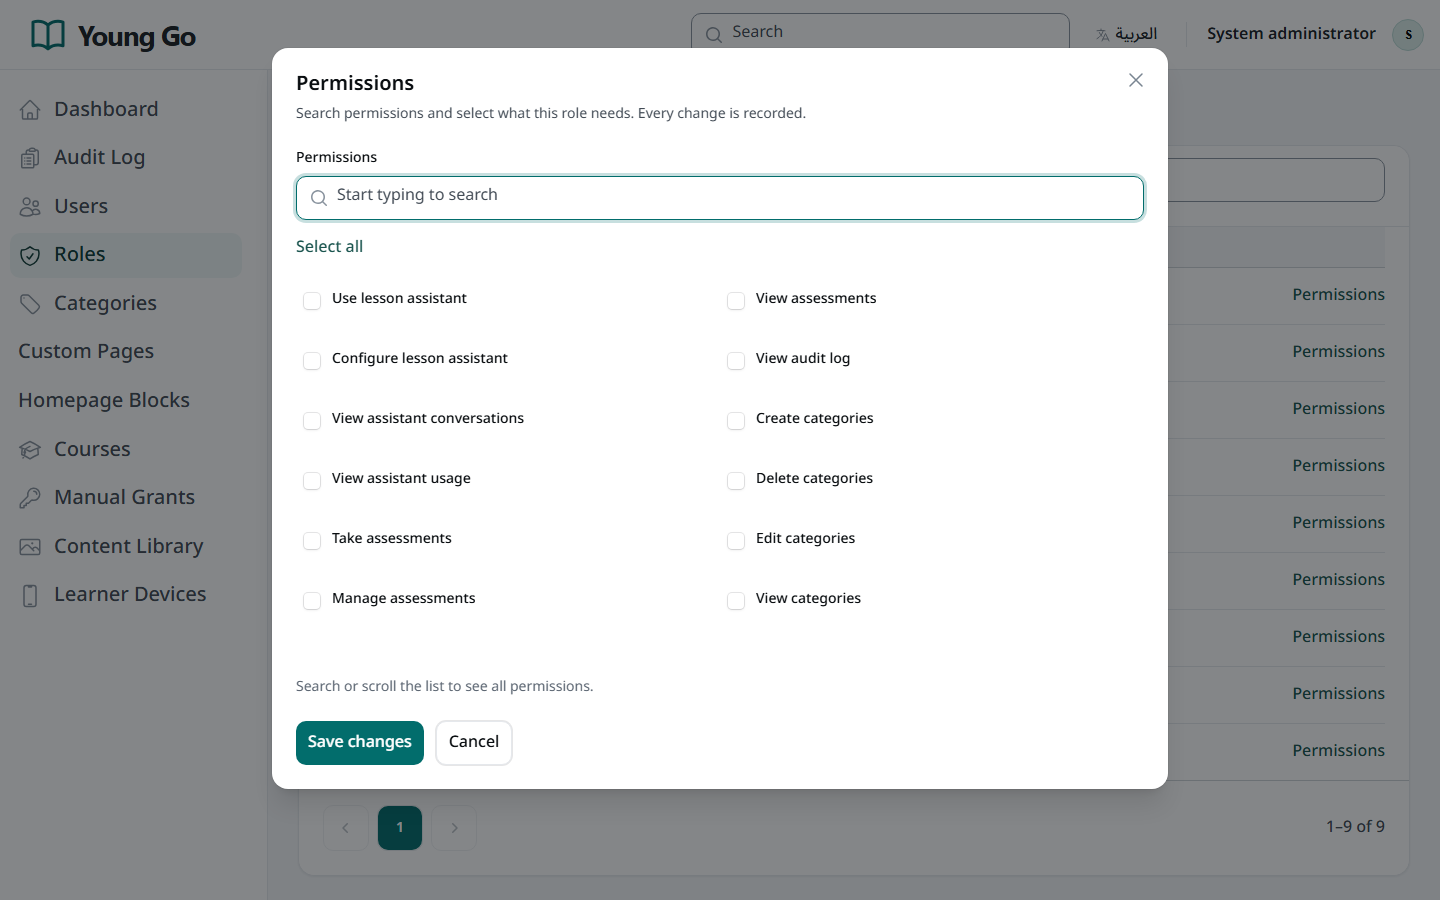 Young Go
Search
العربية
System administrator
S
Dashboard
Audit Log
Users
Roles
Categories
Custom Pages
Homepage Blocks
Courses
Manual Grants
Content Library
Learner Devices
Permissions
Search permissions and select what this role needs. Every change is recorded.
Permissions
Start typing to search
Select all
Use lesson assistant
View assessments
Configure lesson assistant
View audit log
View assistant conversations
Create categories
View assistant usage
Delete categories
Take assessments
Edit categories
Manage assessments
View categories
Search or scroll the list to see all permissions.
Save changes
Cancel
Permissions
Permissions
Permissions
Permissions
Permissions
Permissions
Permissions
Permissions
Permissions
1
1–9 of 9